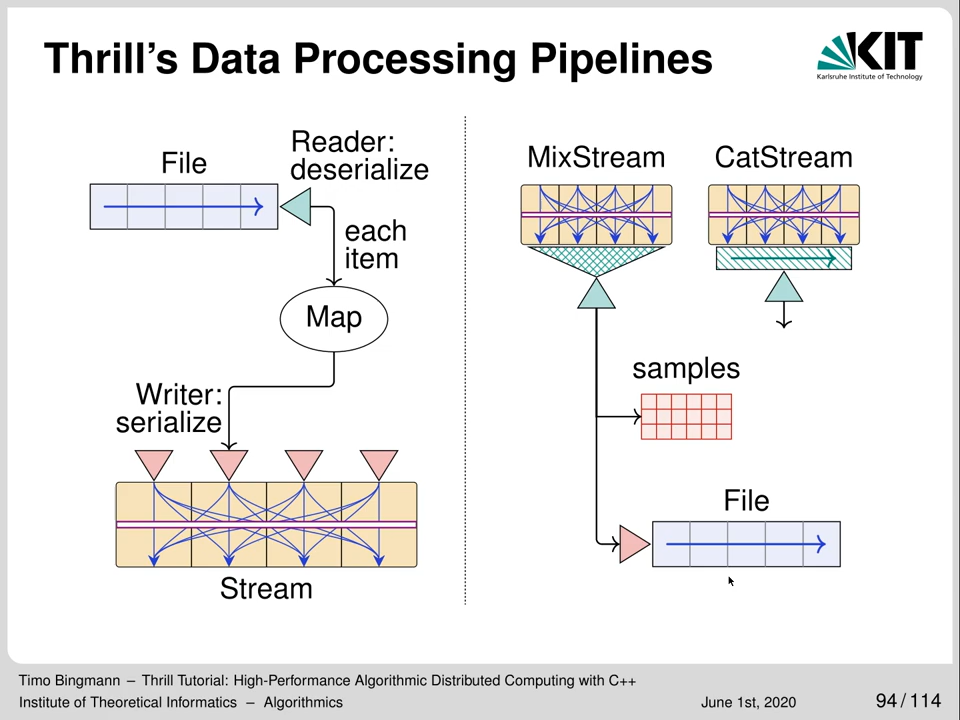 Thrill's Data Processing Pipelines
KIT
Karlsruhe Institute of Technology
File
Reader:
deserialize
each
item
Map
Writer:
serialize
Stream
MixStream
CatStream
samples
File
Timo Bingmann – Thrill Tutorial: High-Performance Algorithmic Distributed Computing with C++
Institute of Theoretical Informatics – Algorithmics
June 1st, 2020
94 / 114